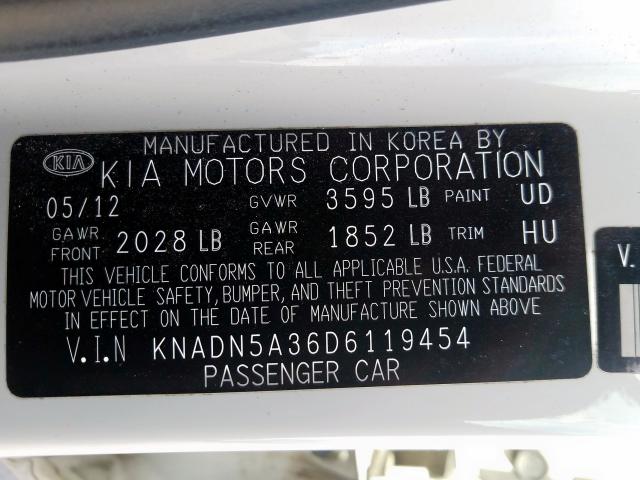 MANUFACTURED IN KOREA BY
KIA KIA MOTORS CORPORATION
05/12 GVWR 3595 LB PAINT UD
GAWR FRONT 2028 LB GAWR REAR 1852 LB TRIM HU
THIS VEHICLE CONFORMS TO ALL APPLICABLE U.S.A. FEDERAL
MOTOR VEHICLE SAFETY, BUMPER, AND THEFT PREVENTION STANDARDS
IN EFFECT ON THE DATE OF MANUFACTURE SHOWN ABOVE
V.I.N KNADN5A36D6119454
PASSENGER CAR
V.